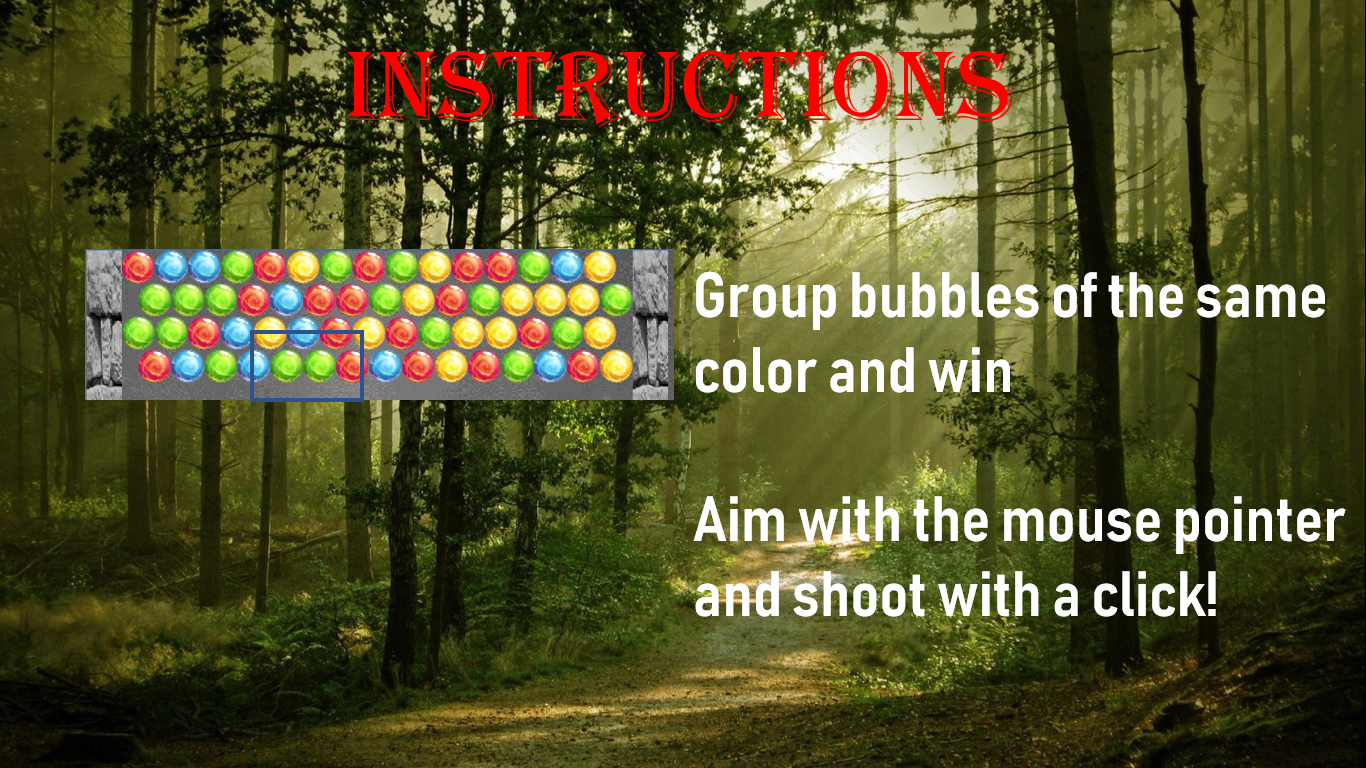 INSTRUCTIONS
Group bubbles of the same
color and win
Aim with the mouse pointer
and shoot with a click!